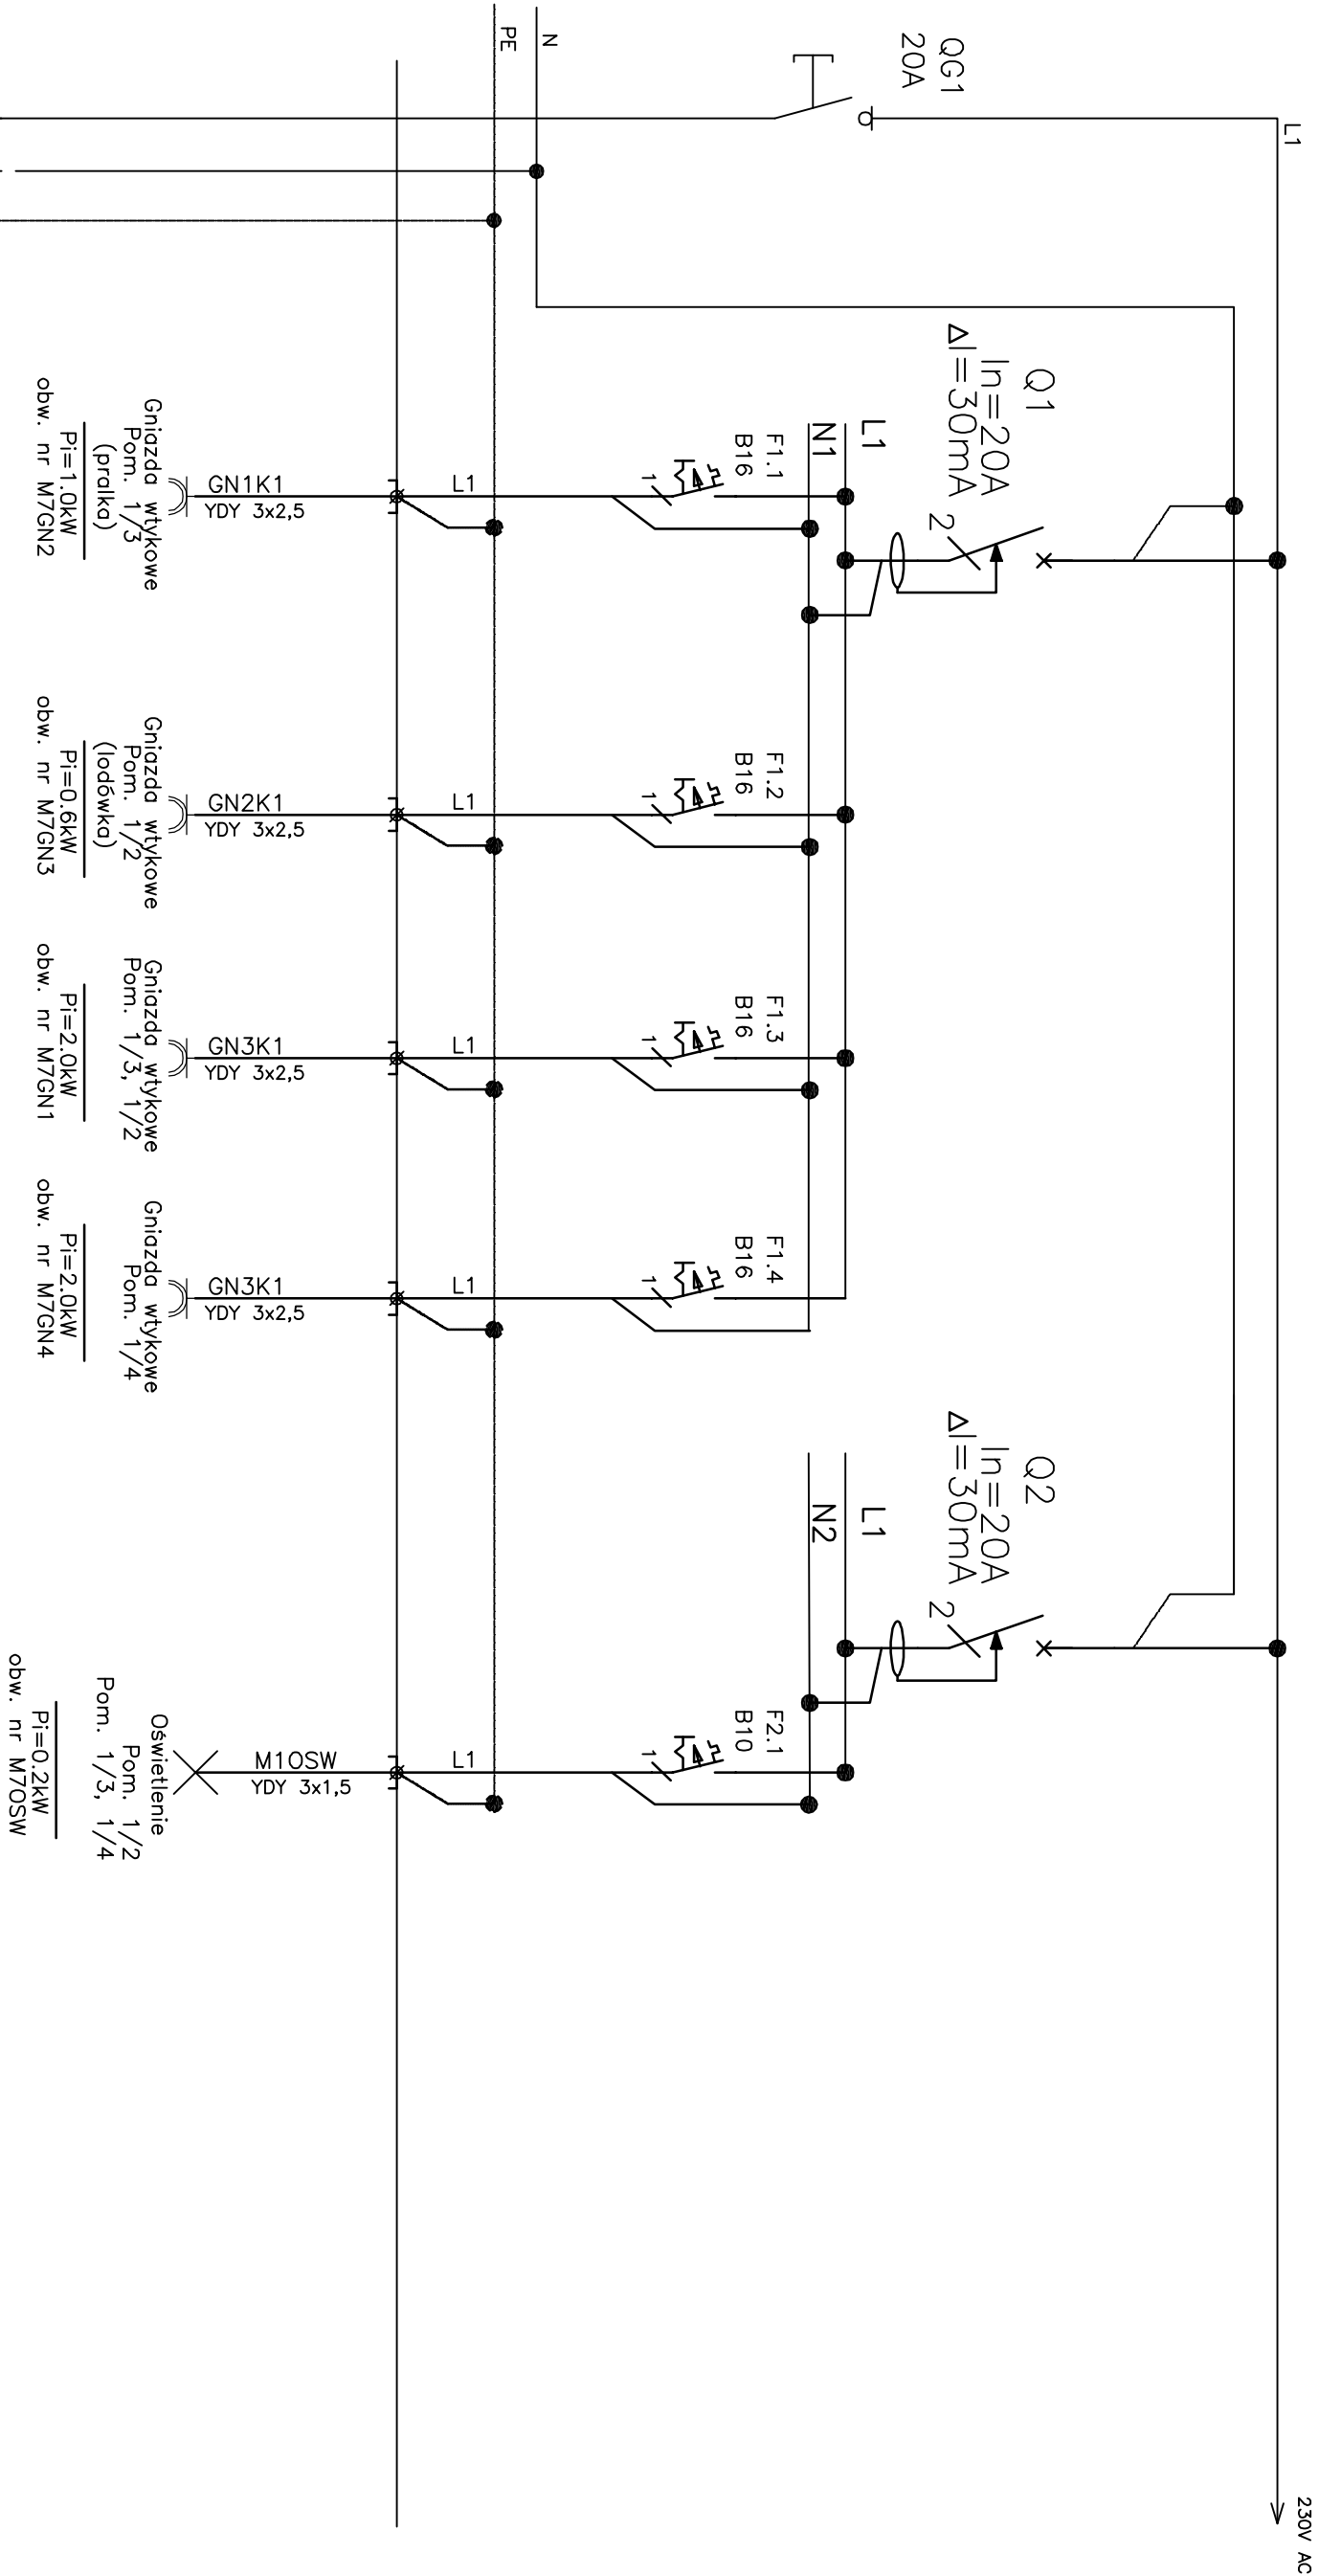 L1
230V AC
QG1
20A
N
PE
Q1
In=20A
ΔI=30mA
2
L1
N1
Q2
In=20A
ΔI=30mA
2
L1
N2
F1.1
B16
1
L1
GN1K1
YDY 3x2,5
Gniazda wtykowe
Pom. 1/3
(pralka)
Pi=1.0kW
obw. nr M7GN2
F1.2
B16
1
L1
GN2K1
YDY 3x2,5
Gniazda wtykowe
Pom. 1/2
(lodówka)
Pi=0.6kW
obw. nr M7GN3
F1.3
B16
1
L1
GN3K1
YDY 3x2,5
Gniazda wtykowe
Pom. 1/3, 1/2
Pi=2.0kW
obw. nr M7GN1
F1.4
B16
1
L1
GN3K1
YDY 3x2,5
Gniazda wtykowe
Pom. 1/4
Pi=2.0kW
obw. nr M7GN4
F2.1
B10
1
L1
M1OSW
YDY 3x1,5
Oświetlenie
Pom. 1/2
Pom. 1/3, 1/4
Pi=0.2kW
obw. nr M7OSW